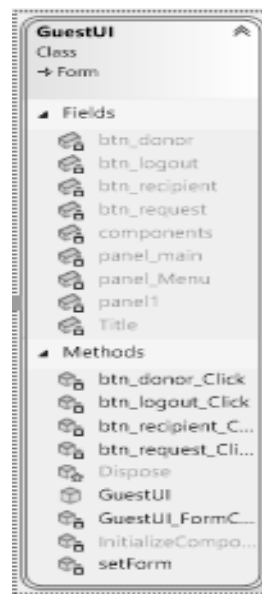 GuestUI
Class
→ Form
Fields
btn_donor
btn_logout
btn_recipient
btn_request
components
panel_main
panel_Menu
panel1
Title
Methods
btn_donor_Click
btn_logout_Click
btn_recipient_C...
btn_request_Cli...
Dispose
GuestUI
GuestUI_FormC...
InitializeCompo...
setForm